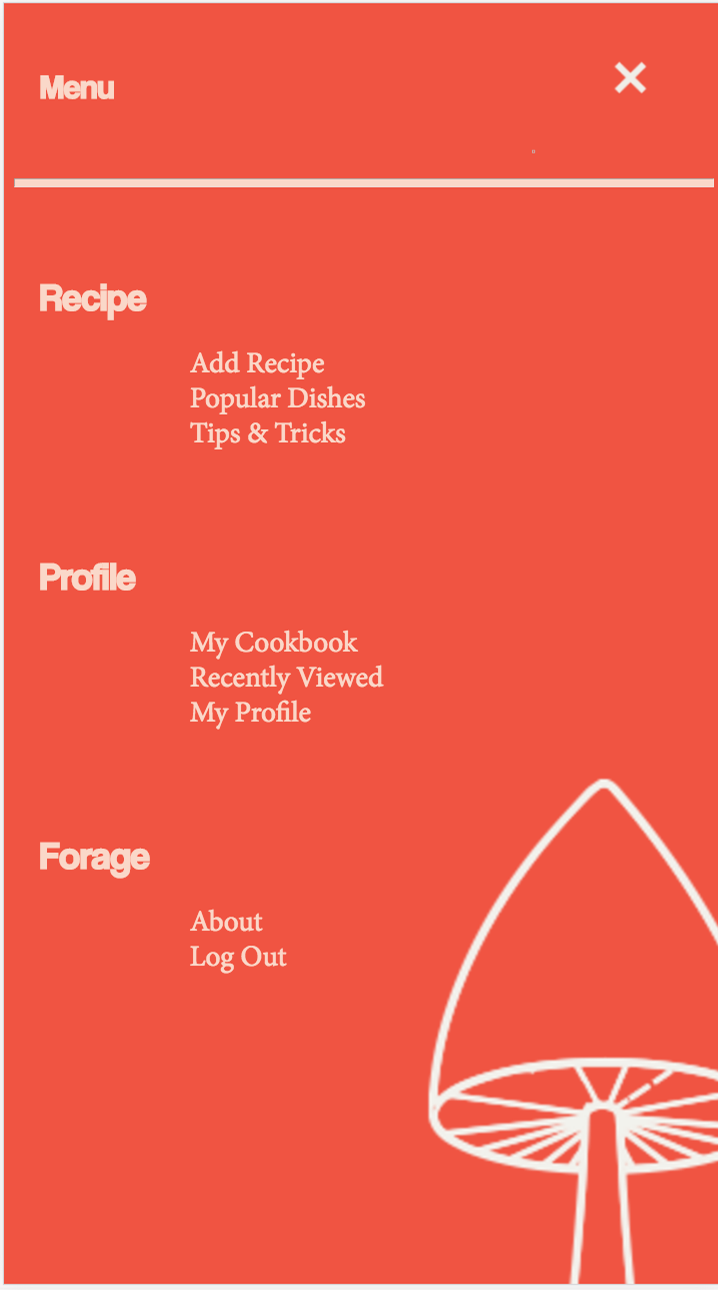 Menu
Recipe
Add Recipe
Popular Dishes
Tips & Tricks
Profile
My Cookbook
Recently Viewed
My Profile
Forage
About
Log Out